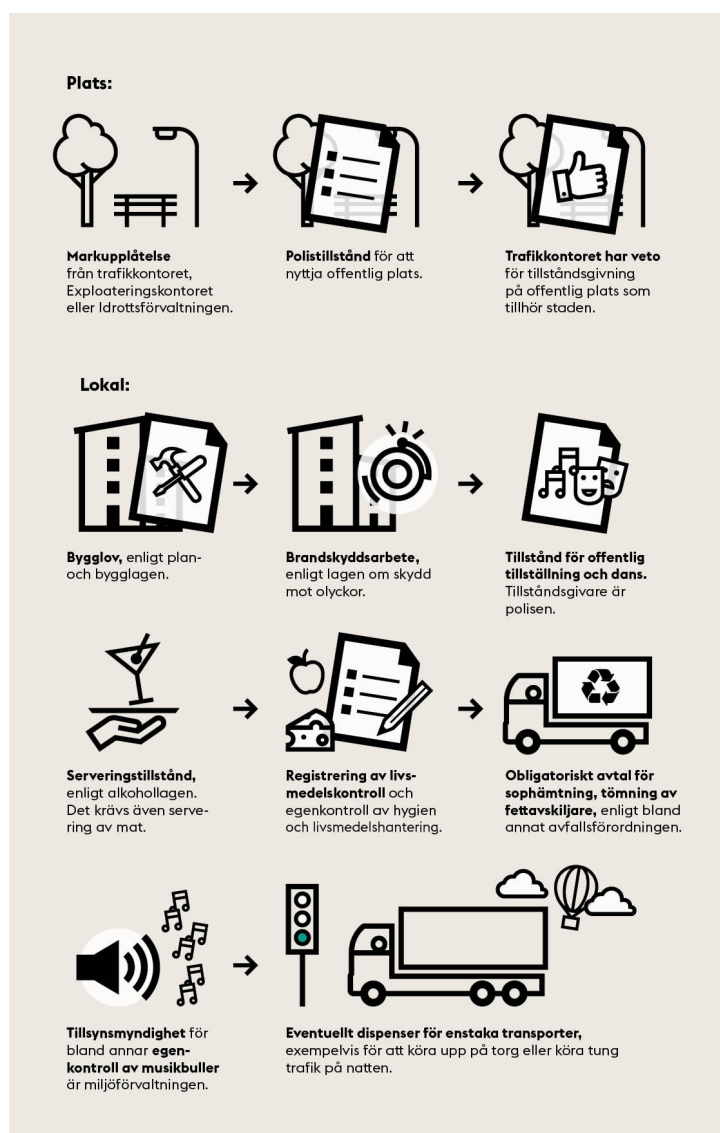 Plats:
Markupplåtelse
från trafikkontoret,
Exploateringskontoret
eller Idrottsförvaltningen.
Polistillstånd för att
nyttja offentlig plats.
Trafikkontoret har veto
för tillståndsgivning
på offentlig plats som
tillhör staden.
Lokal:
Bygglov, enligt plan-
och bygglagen.
Brandskyddsarbete,
enligt lagen om skydd
mot olyckor.
Tillstånd för offentlig
tillställning och dans.
Tillståndsgivare är
polisen.
Serveringstillstånd,
enligt alkohollagen.
Det krävs även serve-
ring av mat.
Registrering av livs-
medelskontroll och
egenkontroll av hygien
och livsmedelshantering.
Obligatoriskt avtal för
sophämtning, tömning av
fettavskiljare, enligt bland
annat avfallsförordningen.
Tillsynsmyndighet för
bland annar egen-
kontroll av musikbuller
är miljöförvaltningen.
Eventuellt dispenser för enstaka transporter,
exempelvis för att köra upp på torg eller köra tung
trafik på natten.